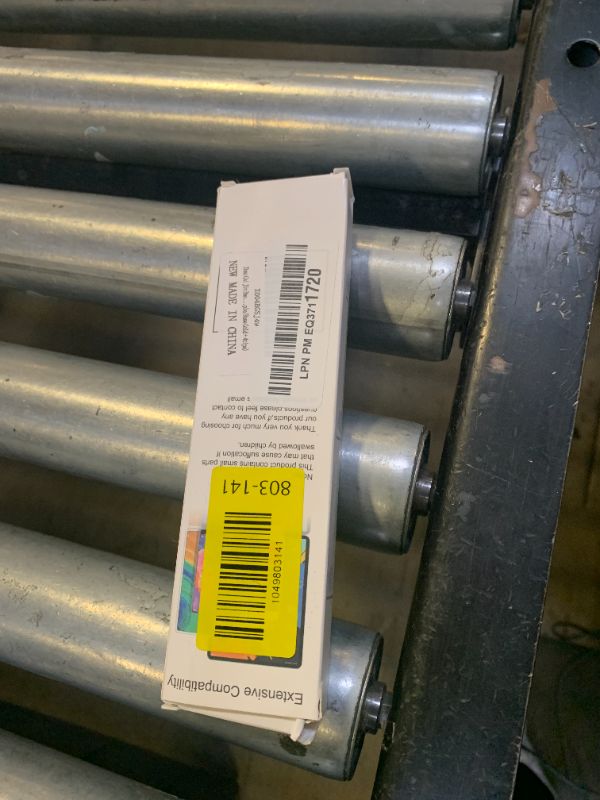 LPN PM EQ3711720
X004BGSJ49
NEW MADE IN CHINA
This product contains small parts
that may cause suffocation if
swallowed by children.
Thank you very much for choosing
our products,if you have any
questions,please feel to contact
email
803-141
1049803141
Extensive Compatibility